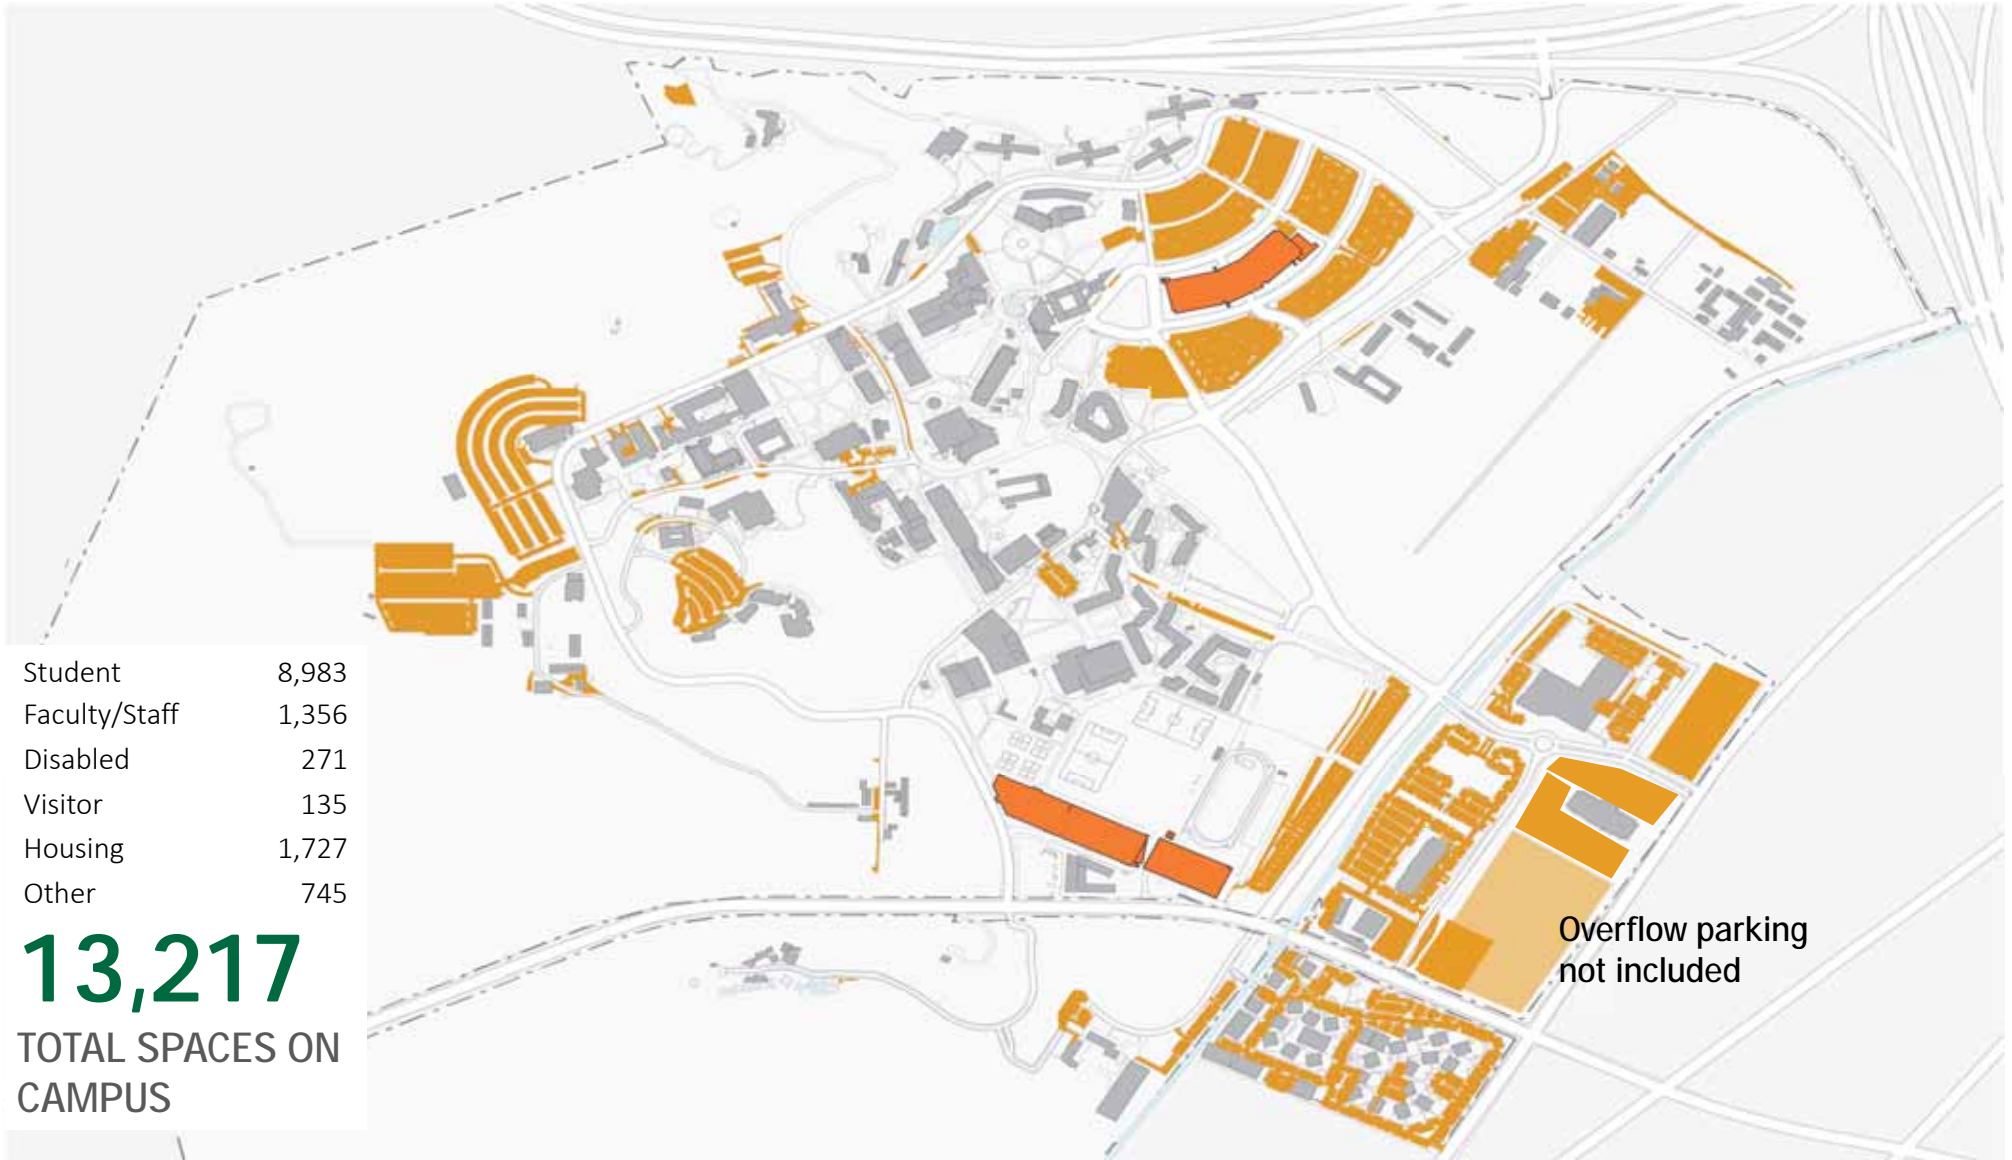 Student 8,983
Faculty/Staff 1,356
Disabled 271
Visitor 135
Housing 1,727
Other 745
13,217
TOTAL SPACES ON
CAMPUS
Overflow parking
not included